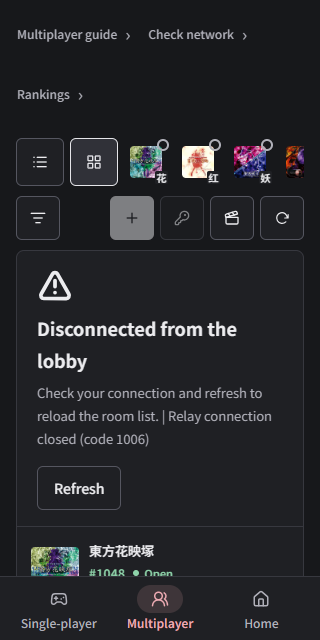 Multiplayer guide
Check network
Rankings
花
红
妖
Disconnected from the
lobby
Check your connection and refresh to
reload the room list. | Relay connection
closed (code 1006)
Refresh
東方花映塚
#1048 Open
Single-player
Multiplayer
Home